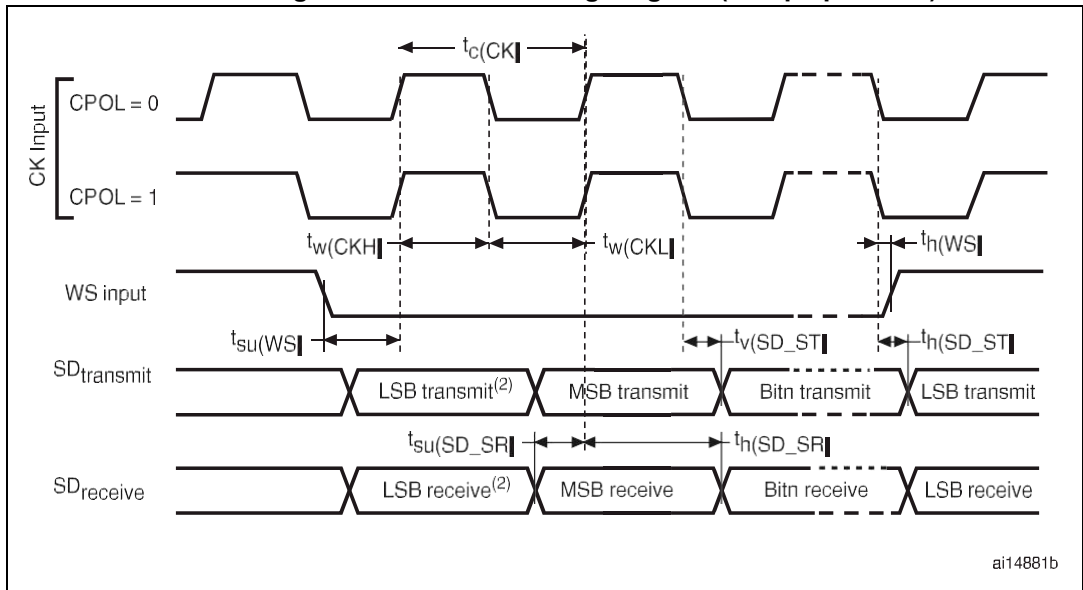 tc(CK
CK Input
CPOL = 0
CPOL = 1
tw(CKH
tw(CKL
th(WS
WS input
tsu(WS
tv(SD_ST
th(SD_ST
SDtransmit
LSB transmit(2)
MSB transmit
Bitn transmit
LSB transmit
tsu(SD_SR
th(SD_SR
SDreceive
LSB receive(2)
MSB receive
Bitn receive
LSB receive
ai14881b